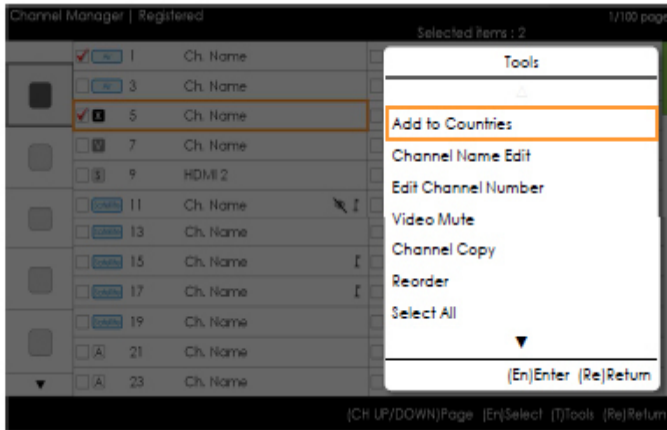 Channel Manager | Registered
1/100 page
Selected items : 2
1 Ch. Name
3 Ch. Name
5 Ch. Name
7 Ch. Name
9 HDMI 2
11 Ch. Name
13 Ch. Name
15 Ch. Name
17 Ch. Name
19 Ch. Name
A 21 Ch. Name
A 23 Ch. Name
Tools
Add to Countries
Channel Name Edit
Edit Channel Number
Video Mute
Channel Copy
Reorder
Select All
(En)Enter (Re)Return
(CH UP/DOWN)Page (En)Select (T)Tools (Re)Return